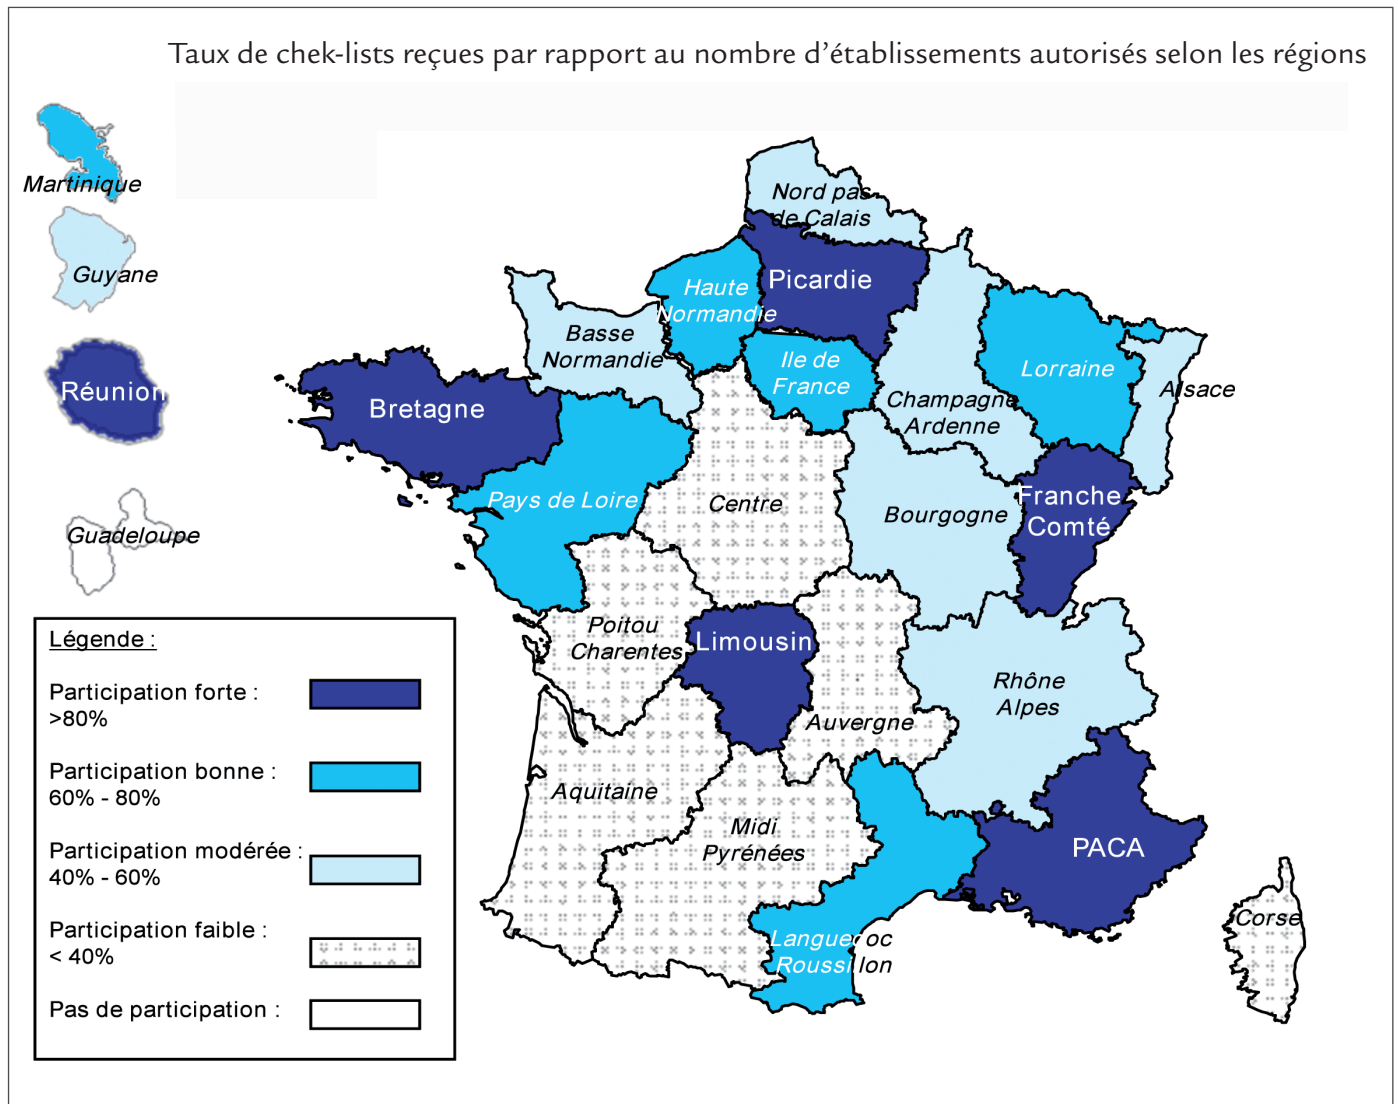 Taux de chek-lists reçues par rapport au nombre d'établissements autorisés selon les régions
Martinique
Guyane
Réunion
Guadeloupe
Nord pas
de Calais
Picardie
Haute
Normandie
Basse
Normandie
Ile de
France
Champagne
Ardenne
Lorraine
Alsace
Bretagne
Pays de Loire
Centre
Bourgogne
Franche
Comté
Poitou
Charentes
Limousin
Auvergne
Rhône
Alpes
Aquitaine
Midi
Pyrénées
PACA
Languedoc
Roussillon
Corse
Légende :
Participation forte :
>80%
Participation bonne :
60% - 80%
Participation modérée :
40% - 60%
Participation faible :
< 40%
Pas de participation :